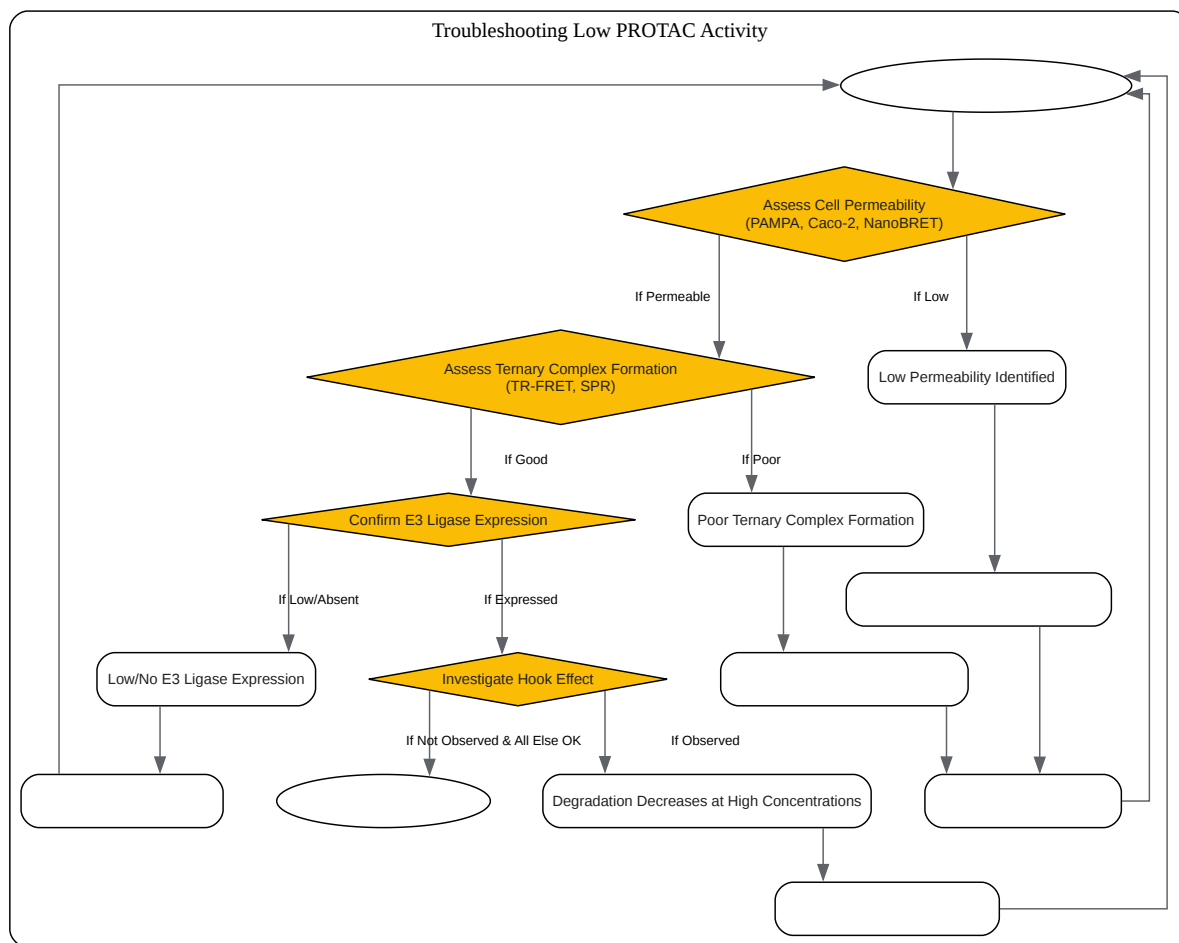 Troubleshooting Low PROTAC Activity
Assess Cell Permeability
(PAMPA, Caco-2, NanoBRET)
If Permeable
If Low
Assess Ternary Complex Formation
(TR-FRET, SPR)
Low Permeability Identified
If Good
If Poor
Confirm E3 Ligase Expression
Poor Ternary Complex Formation
If Low/Absent
If Expressed
Low/No E3 Ligase Expression
Investigate Hook Effect
If Not Observed & All Else OK
If Observed
Degradation Decreases at High Concentrations